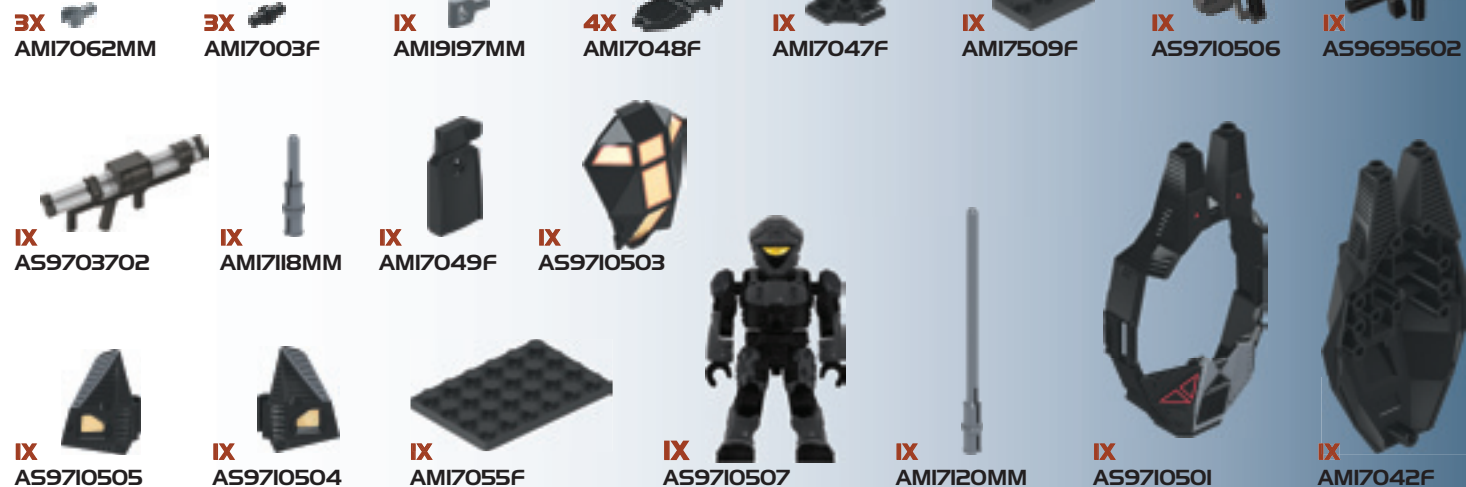 3X 3X 1X 4X 1X 1X 1X 1X
AM17062MM AM17003F AM19197MM AM17048F AM17047F AM17509F AS9710506 AS9695602
1X 1X 1X 1X
AS9703702 AM17118MM AM17049F AS9710503
1X 1X 1X 1X 1X 1X 1X
AS9710505 AS9710504 AM17055F AS9710507 AM17120MM AS9710501 AM17042F